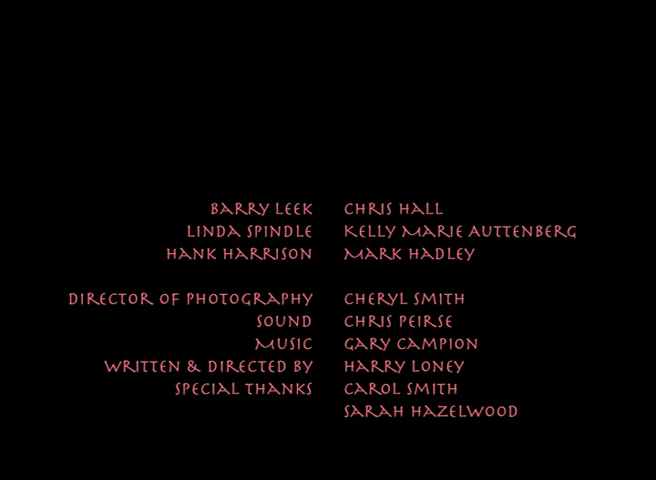 Barry Leek Chris Hall
Linda Spindle Kelly Marie Auttenberg
Hank Harrison Mark Hadley
Director of Photography Cheryl Smith
Sound Chris Peirse
Music Gary Campion
Written & Directed by Harry Loney
Special Thanks Carol Smith
Sarah Hazelwood